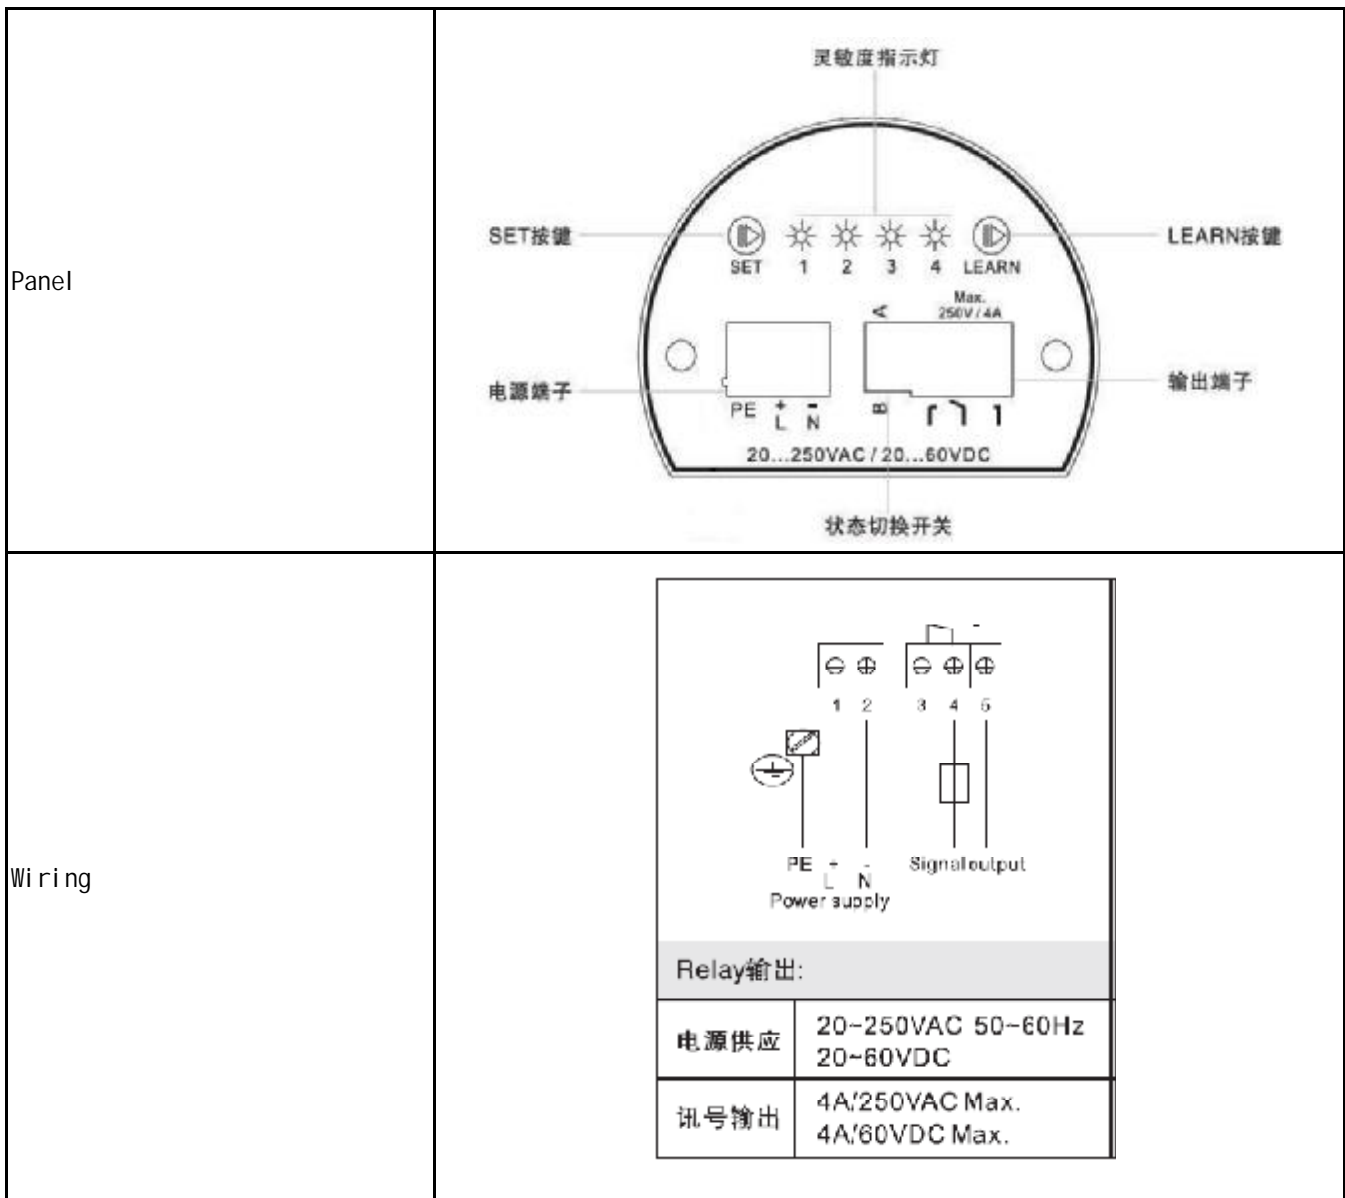 Panel
灵敏度指示灯
SET按键
LEARN按键
SET 1 2 3 4 LEARN
Max.
250V / 4A
A
电源端子
输出端子
PE + - B
L N
20...250VAC / 20...60VDC
状态切换开关
Wiring
1 2 3 4 5
PE + - Signal output
L N
Power supply
Relay输出:
电源供应
20~250VAC 50~60Hz
20~60VDC
讯号输出
4A/250VAC Max.
4A/60VDC Max.